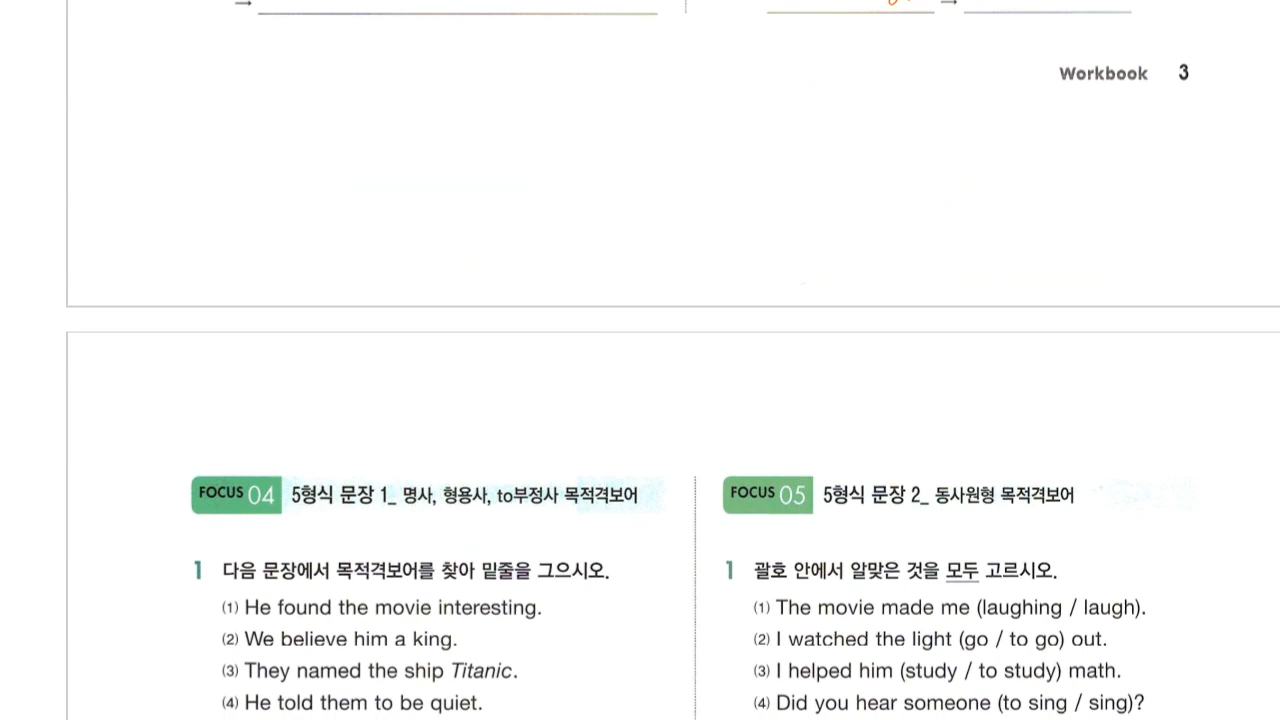 →
→
Workbook 3
FOCUS 04 5형식 문장 1_ 명사, 형용사, to부정사 목적격보어
1 다음 문장에서 목적격보어를 찾아 밑줄을 그으시오.
(1) He found the movie interesting.
(2) We believe him a king.
(3) They named the ship Titanic.
(4) He told them to be quiet.
FOCUS 05 5형식 문장 2_ 동사원형 목적격보어
1 괄호 안에서 알맞은 것을 모두 고르시오.
(1) The movie made me (laughing / laugh).
(2) I watched the light (go / to go) out.
(3) I helped him (study / to study) math.
(4) Did you hear someone (to sing / sing)?